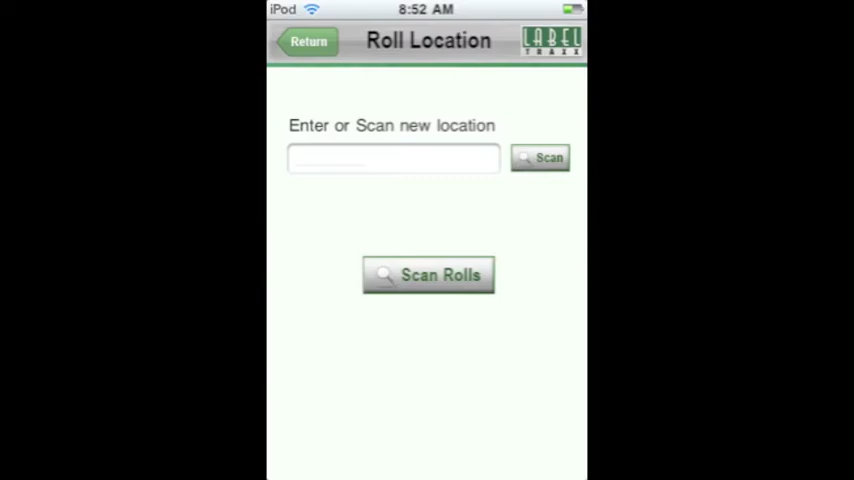 iPod 8:52 AM
Return Roll Location LABEL
TRAXX
Enter or Scan new location
Scan
Scan Rolls